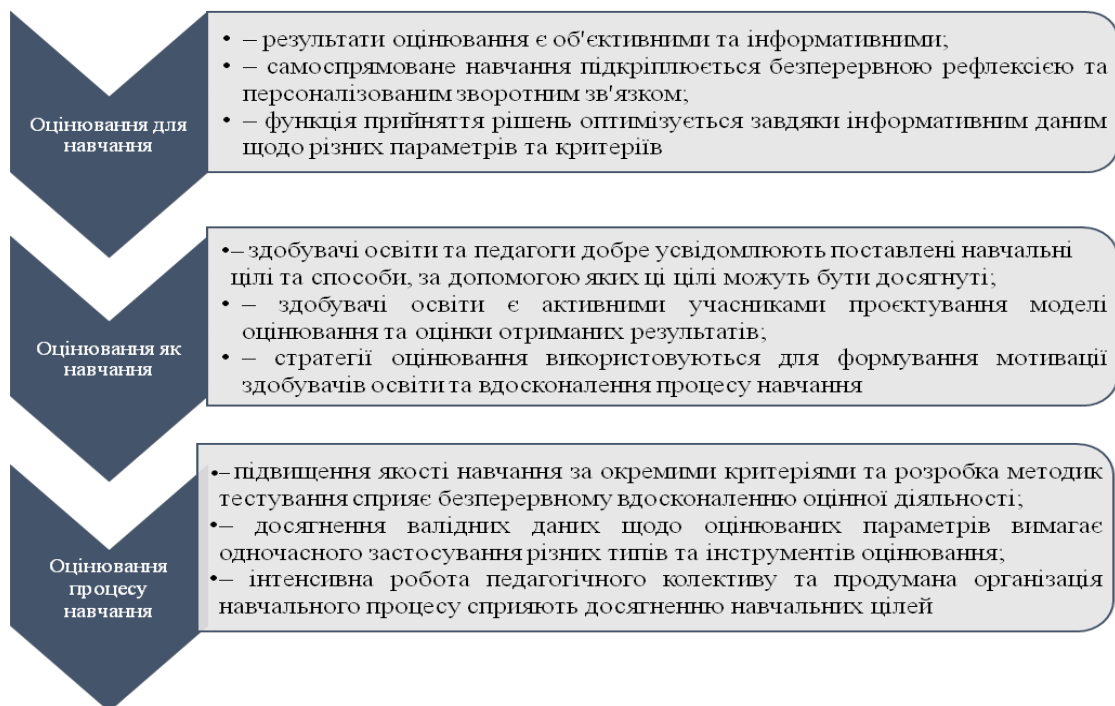 Оцінювання для
навчання
• – результати оцінювання є об'єктивними та інформативними;
• – самоспрямоване навчання підкріплюється безперервною рефлексією та
персоналізованим зворотним зв'язком;
• – функція прийняття рішень оптимізується завдяки інформативним даним
щодо різних параметрів та критеріїв
Оцінювання як
навчання
•– здобувачі освіти та педагоги добре усвідомлюють поставлені навчальні
цілі та способи, за допомогою яких ці цілі можуть бути досягнуті;
• – здобувачі освіти є активними учасниками проєктування моделі
оцінювання та оцінки отриманих результатів;
• – стратегії оцінювання використовуються для формування мотивації
здобувачів освіти та вдосконалення процесу навчання
Оцінювання
процесу
навчання
•– підвищення якості навчання за окремими критеріями та розробка методик
тестування сприяє безперервному вдосконаленню оцінної діяльності;
•– досягнення валідних даних щодо оцінюваних параметрів вимагає
одночасного застосування різних типів та інструментів оцінювання;
•– інтенсивна робота педагогічного колективу та продумана організація
навчального процесу сприяють досягненню навчальних цілей